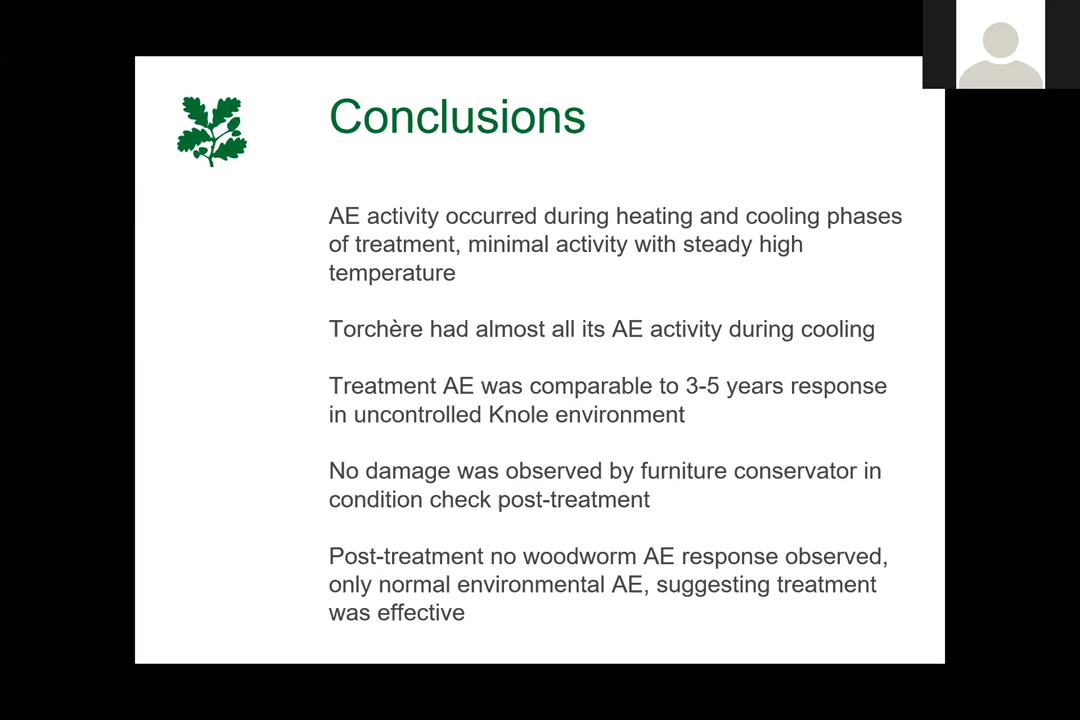 Conclusions
AE activity occurred during heating and cooling phases
of treatment, minimal activity with steady high
temperature
Torchère had almost all its AE activity during cooling
Treatment AE was comparable to 3-5 years response
in uncontrolled Knole environment
No damage was observed by furniture conservator in
condition check post-treatment
Post-treatment no woodworm AE response observed,
only normal environmental AE, suggesting treatment
was effective